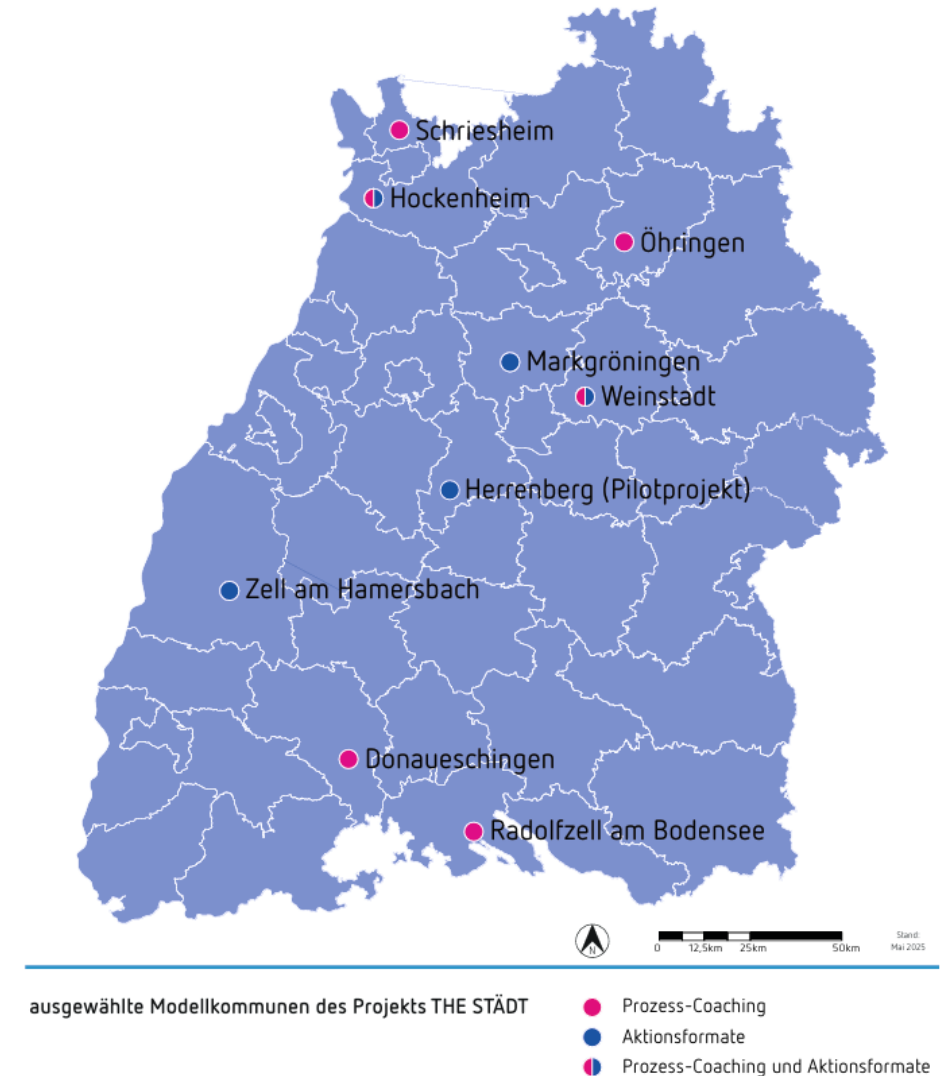 Schriesheim
Hockenheim
Öhringen
Markgröningen
Weinstadt
Herrenberg (Pilotprojekt)
Zell am Hamersbach
Donaueschingen
Radolfzell am Bodensee
N
0 12,5km 25km 50km
Stand:
Mai 2025
ausgewählte Modellkommunen des Projekts THE STÄDT
Prozess-Coaching
Aktionsformate
Prozess-Coaching und Aktionsformate